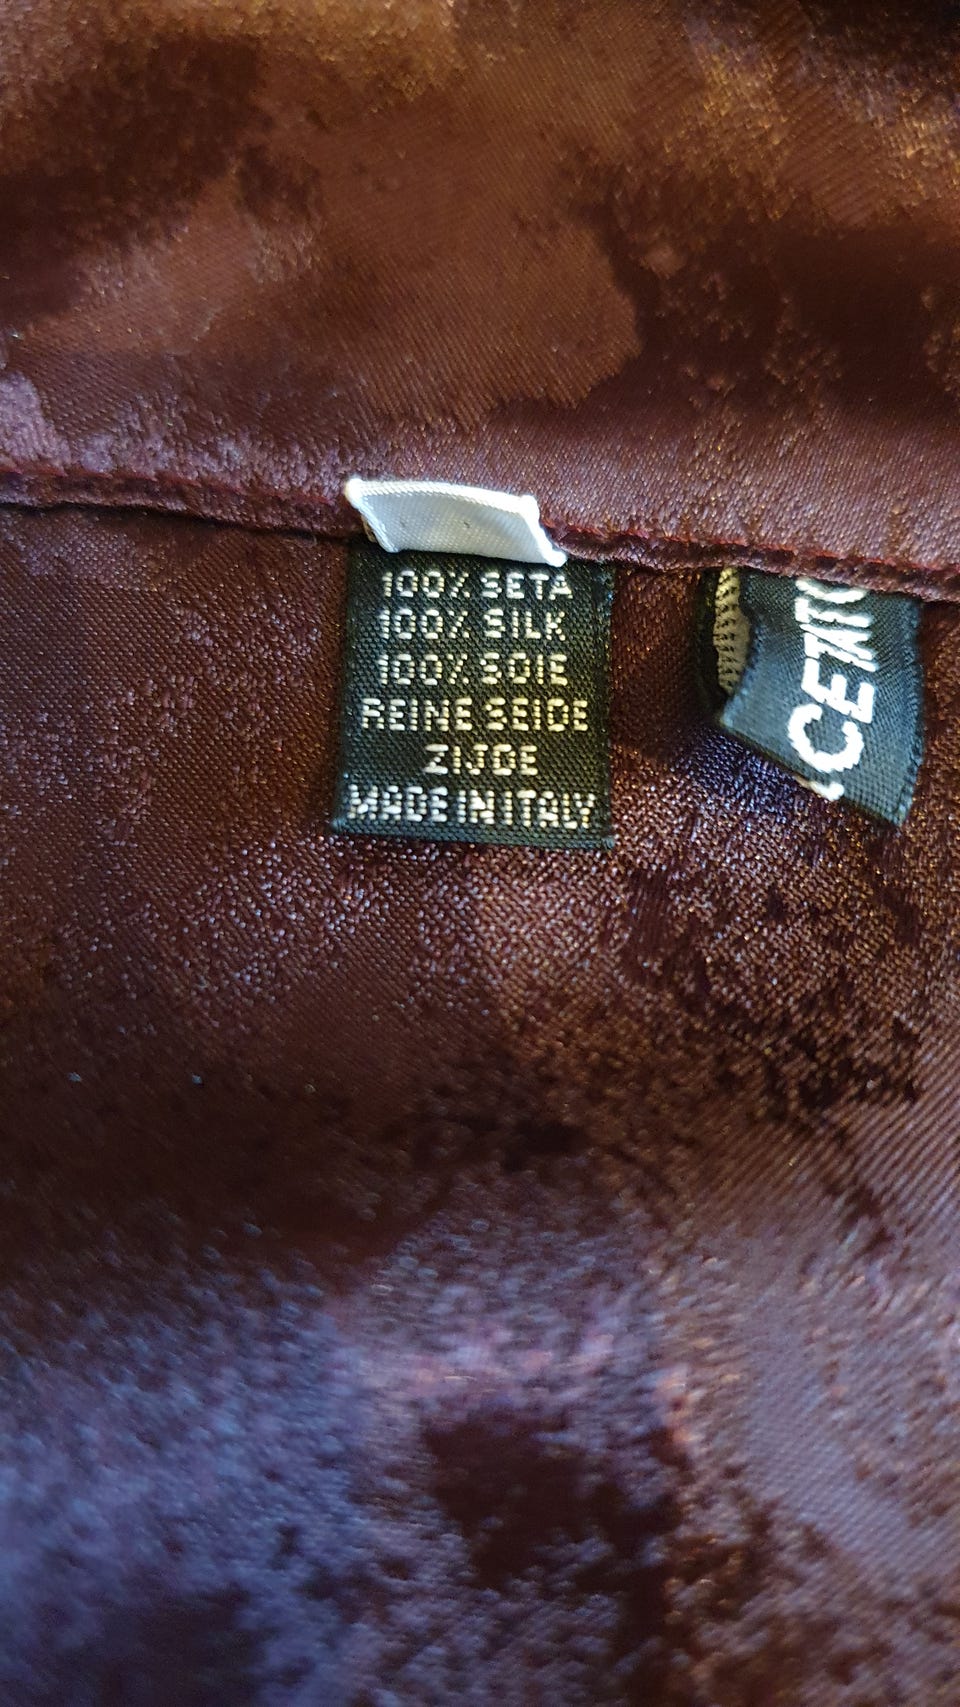 100% SETA
100% SILK
100% SOIE
REINE SEIDE
ZIJDE
MADE IN ITALY